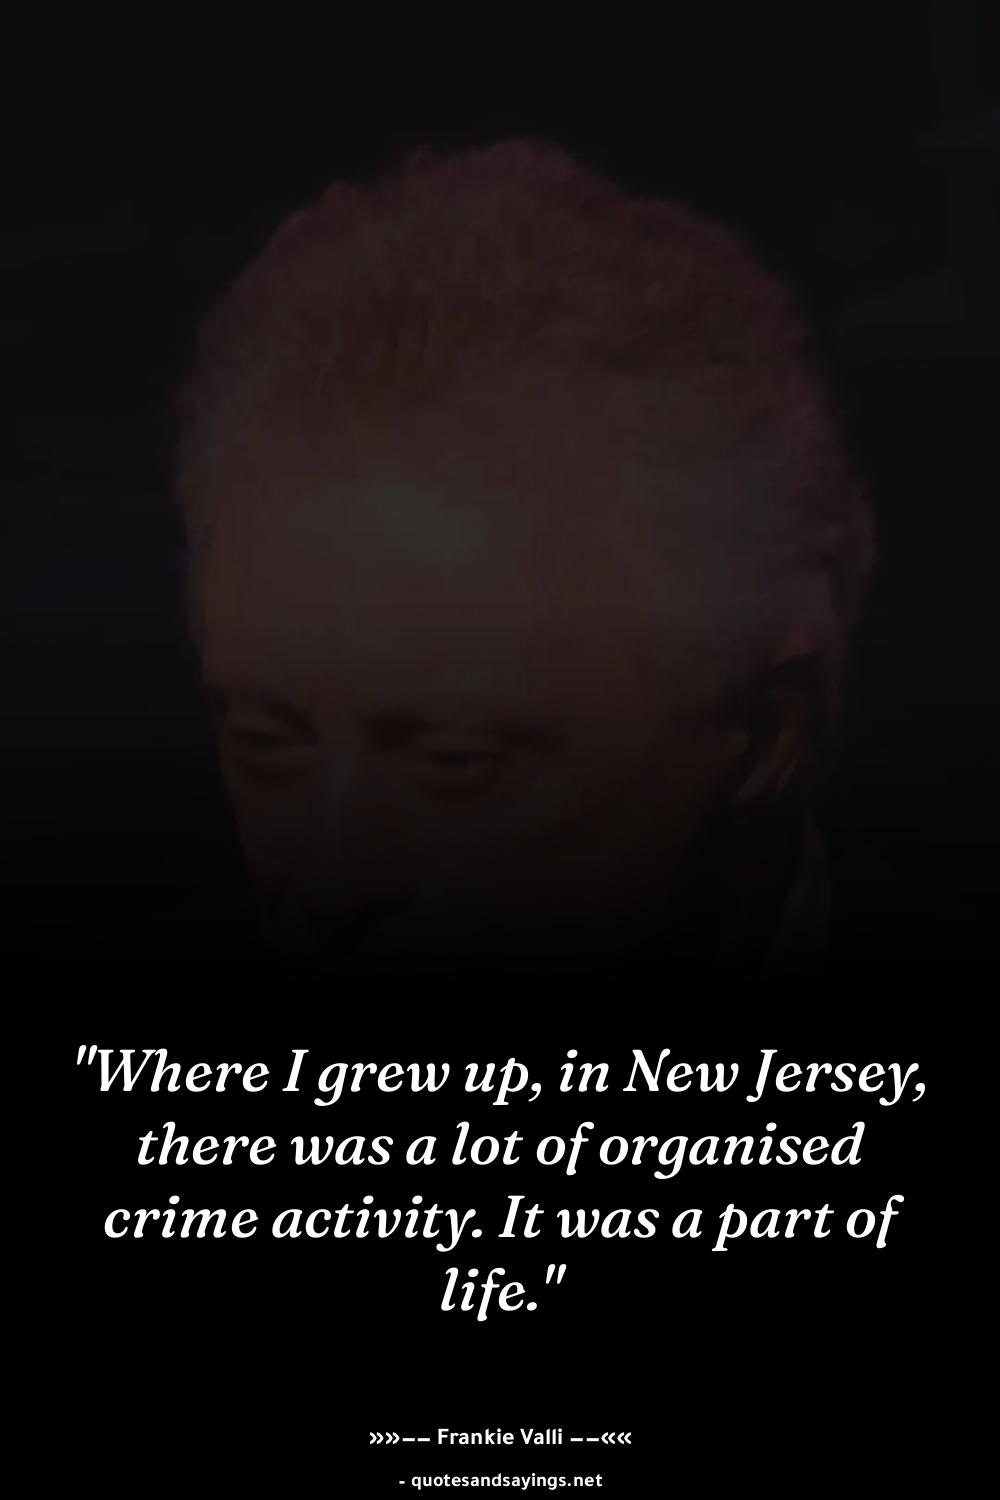 "Where I grew up, in New Jersey,
there was a lot of organised
crime activity. It was a part of
life."
»»−− Frankie Valli −−««
- quotesandsayings.net